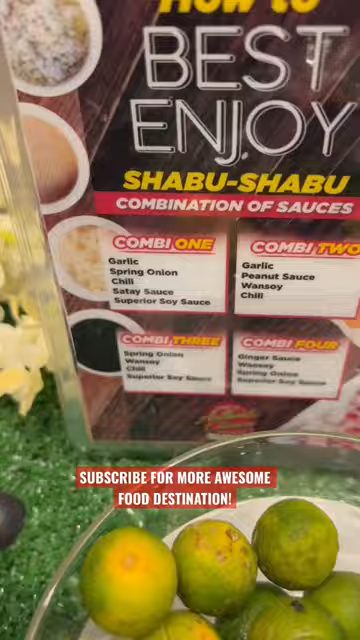 How to
BEST
ENJOY
SHABU-SHABU
COMBINATION OF SAUCES
COMBI ONE
Garlic
Spring Onion
Chili
Satay Sauce
Superior Soy Sauce
COMBI TWO
Garlic
Peanut Sauce
Wansoy
Chili
COMBI THREE
Spring Onion
Wansoy
Chili
Superior Soy Sauce
COMBI FOUR
Ginger Sauce
Wansoy
Spring Onion
Superior Soy Sauce
SUBSCRIBE FOR MORE AWESOME
FOOD DESTINATION!